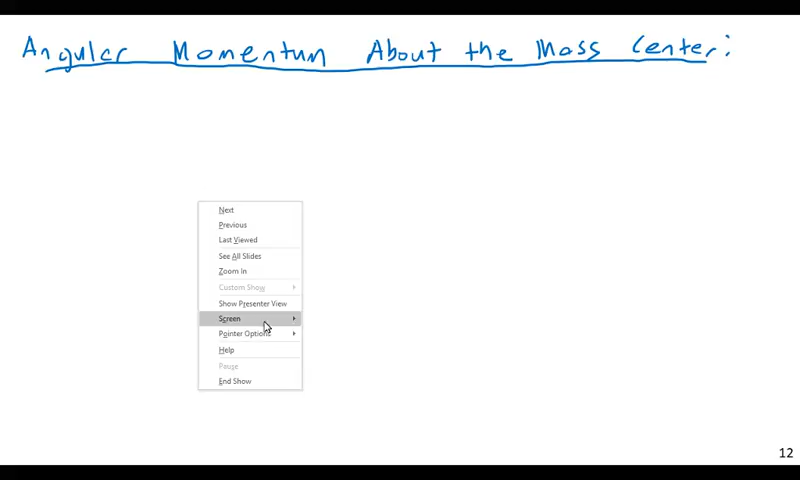 Angular Momentum About the Mass Center:
Next
Previous
Last Viewed
See All Slides
Zoom In
Custom Show
Show Presenter View
Screen
Pointer Options
Help
Pause
End Show
12